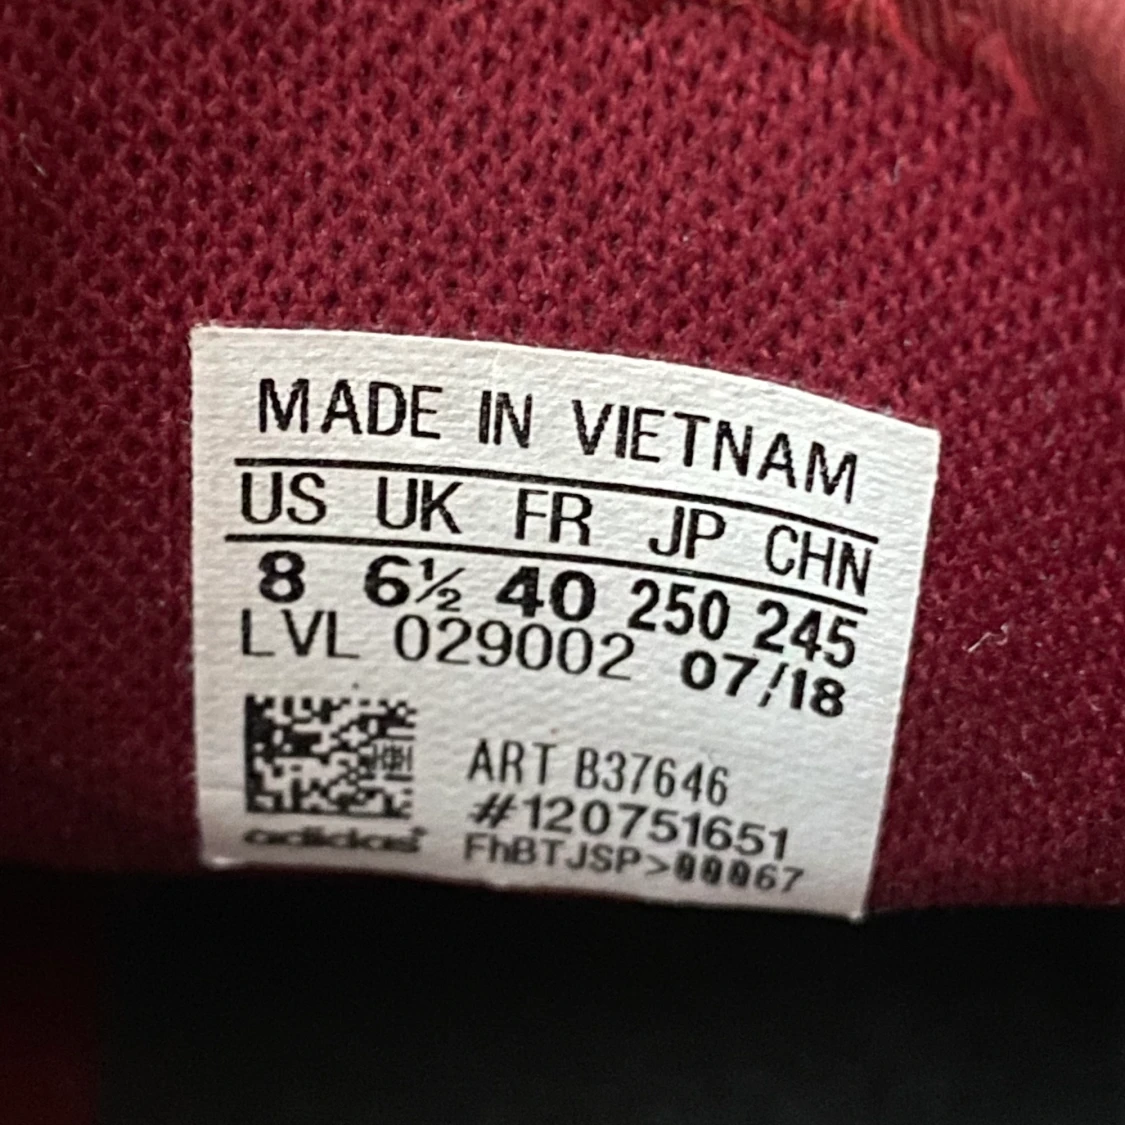 MADE IN VIETNAM
US UK FR JP CHN
8 6½ 40 250 245
LVL 029002 07/18
ART B37646
#120751651
FhBTJSP>00067
adidas